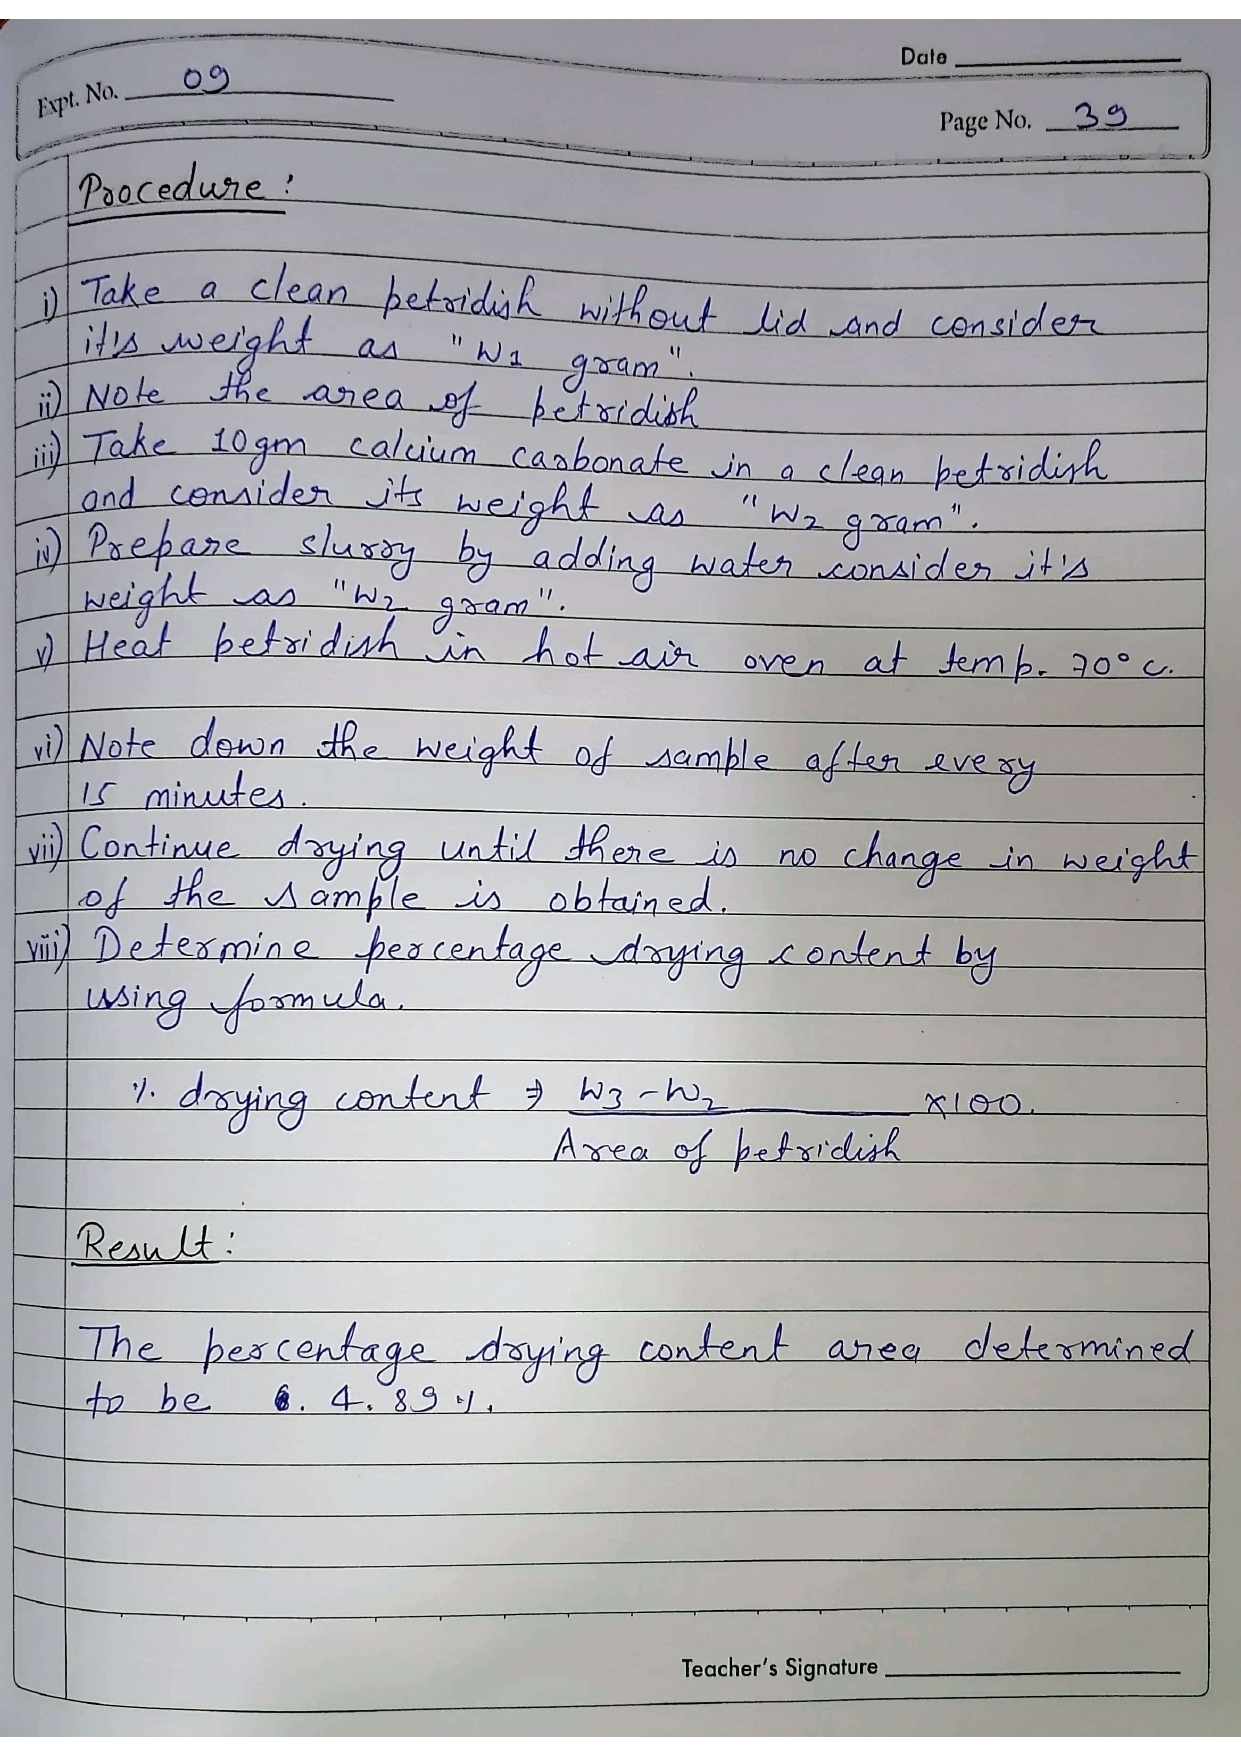 Date
Expt. No. 09
Page No. 39
Procedure :
i) Take a clean petridish without lid and consider
it's weight as "W1 gram".
ii) Note the area of petridish
iii) Take 10gm calcium carbonate in a clean petridish
and consider its weight as "W2 gram".
iv) Prepare slurry by adding water consider it's
weight as "W2 gram".
v) Heat petridish in hot air oven at temp. 70° c.
vi) Note down the weight of sample after every
15 minutes.
vii) Continue drying until there is no change in weight
of the sample is obtained.
viii) Determine percentage drying content by
using formula.
% drying content ⇒ W3 - W2 x100.
Area of petridish
Result :
The percentage drying content area determined
to be . 4.89 %.
Teacher's Signature